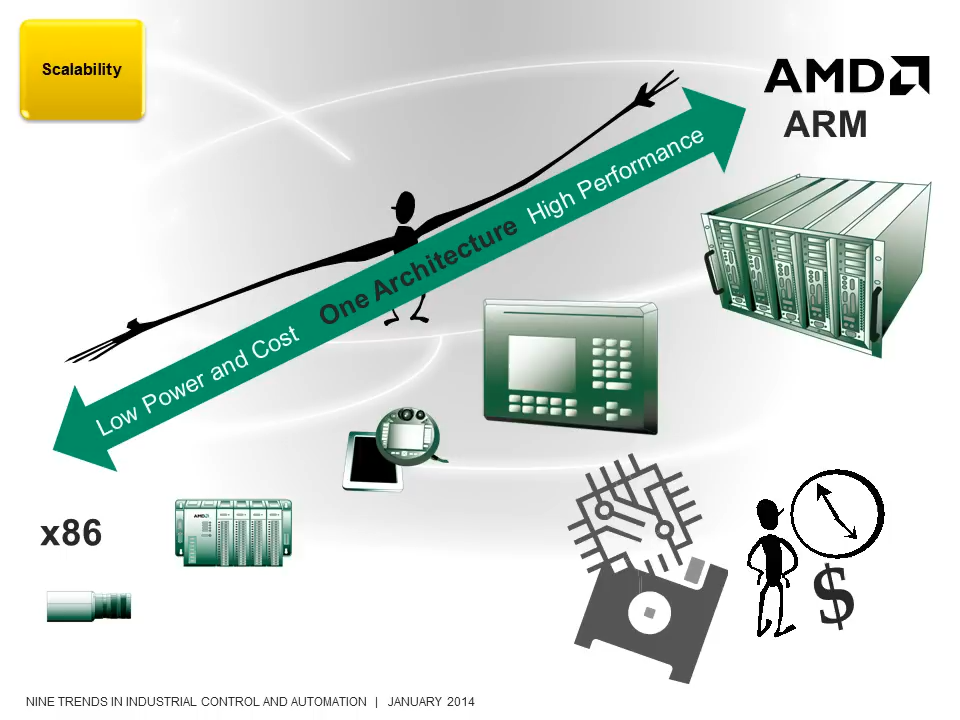 Scalability
AMD
ARM
Low Power and Cost One Architecture High Performance
x86
AMD
$
NINE TRENDS IN INDUSTRIAL CONTROL AND AUTOMATION | JANUARY 2014